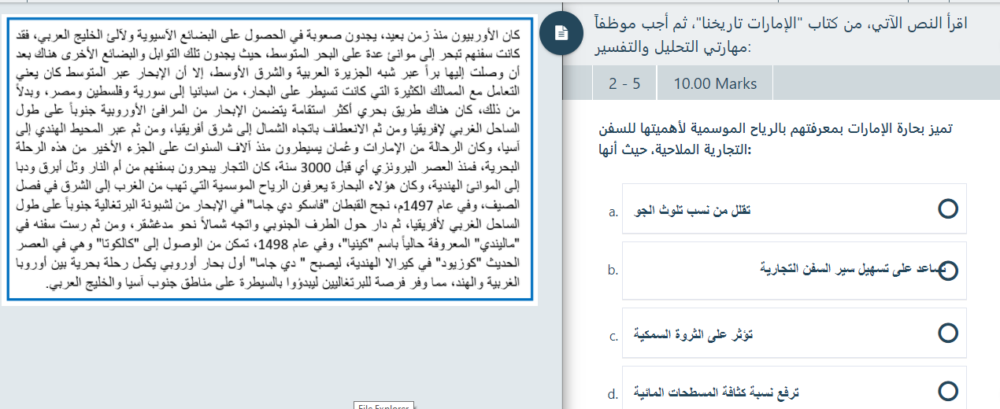 كان الأوربيون منذ زمن بعيد، يجدون صعوبة في الحصول على البضائع الآسيوية ولآلئ الخليج العربي، فقد
كانت سفنهم تبحر إلى موانئ عدة على البحر المتوسط، حيث يجدون تلك التوابل والبضائع الأخرى هناك بعد
أن وصلت إليها براً عبر شبه الجزيرة العربية والشرق الأوسط، إلا أن الإبحار عبر المتوسط كان يعني
التعامل مع الممالك الكثيرة التي كانت تسيطر على البحار، من اسبانيا إلى سورية وفلسطين ومصر، وبدلاً
من ذلك، كان هناك طريق بحري أكثر استقامة يتضمن الإبحار من المرافئ الأوروبية جنوباً على طول
الساحل الغربي لإفريقيا ومن ثم الانعطاف باتجاه الشمال إلى شرق أفريقيا، ومن ثم عبر المحيط الهندي إلى
آسيا، وكان الرحالة من الإمارات وعُمان يسيطرون منذ آلاف السنوات على الجزء الأخير من هذه الرحلة
البحرية، فمنذ العصر البرونزي أي قبل 3000 سنة، كان التجار يبحرون بسفنهم من أم النار وتل أبرق ودبا
إلى الموانئ الهندية، وكان هؤلاء البحارة يعرفون الرياح الموسمية التي تهب من الغرب إلى الشرق في فصل
الصيف، وفي عام 1497م، نجح القبطان "فاسكو دي جاما" في الإبحار من لشبونة البرتغالية جنوباً على طول
الساحل الغربي لأفريقيا، ثم دار حول الطرف الجنوبي واتجه شمالاً نحو مدغشقر، ومن ثم رست سفنه في
"ماليندي" المعروفة حالياً باسم "كينيا"، وفي عام 1498، تمكن من الوصول إلى "كالكوتا" وهي في العصر
الحديث "كوزيود" في كيرالا الهندية، ليصبح " دي جاما" أول بحار أوروبي يكمل رحلة بحرية بين أوروبا
الغربية والهند، مما وفر فرصة للبرتغاليين ليبدؤوا بالسيطرة على مناطق جنوب آسيا والخليج العربي.
File Explorer
اقرأ النص الآتي، من كتاب "الإمارات تاريخنا"، ثم أجب موظفاً
مهارتي التحليل والتفسير:
2 - 5 10.00 Marks
تميز بحارة الإمارات بمعرفتهم بالرياح الموسمية لأهميتها للسفن
التجارية الملاحية، حيث أنها:
a. تقلل من نسب تلوث الجو
b. تساعد على تسهيل سير السفن التجارية
c. تؤثر على الثروة السمكية
d. ترفع نسبة كثافة المسطحات المائية